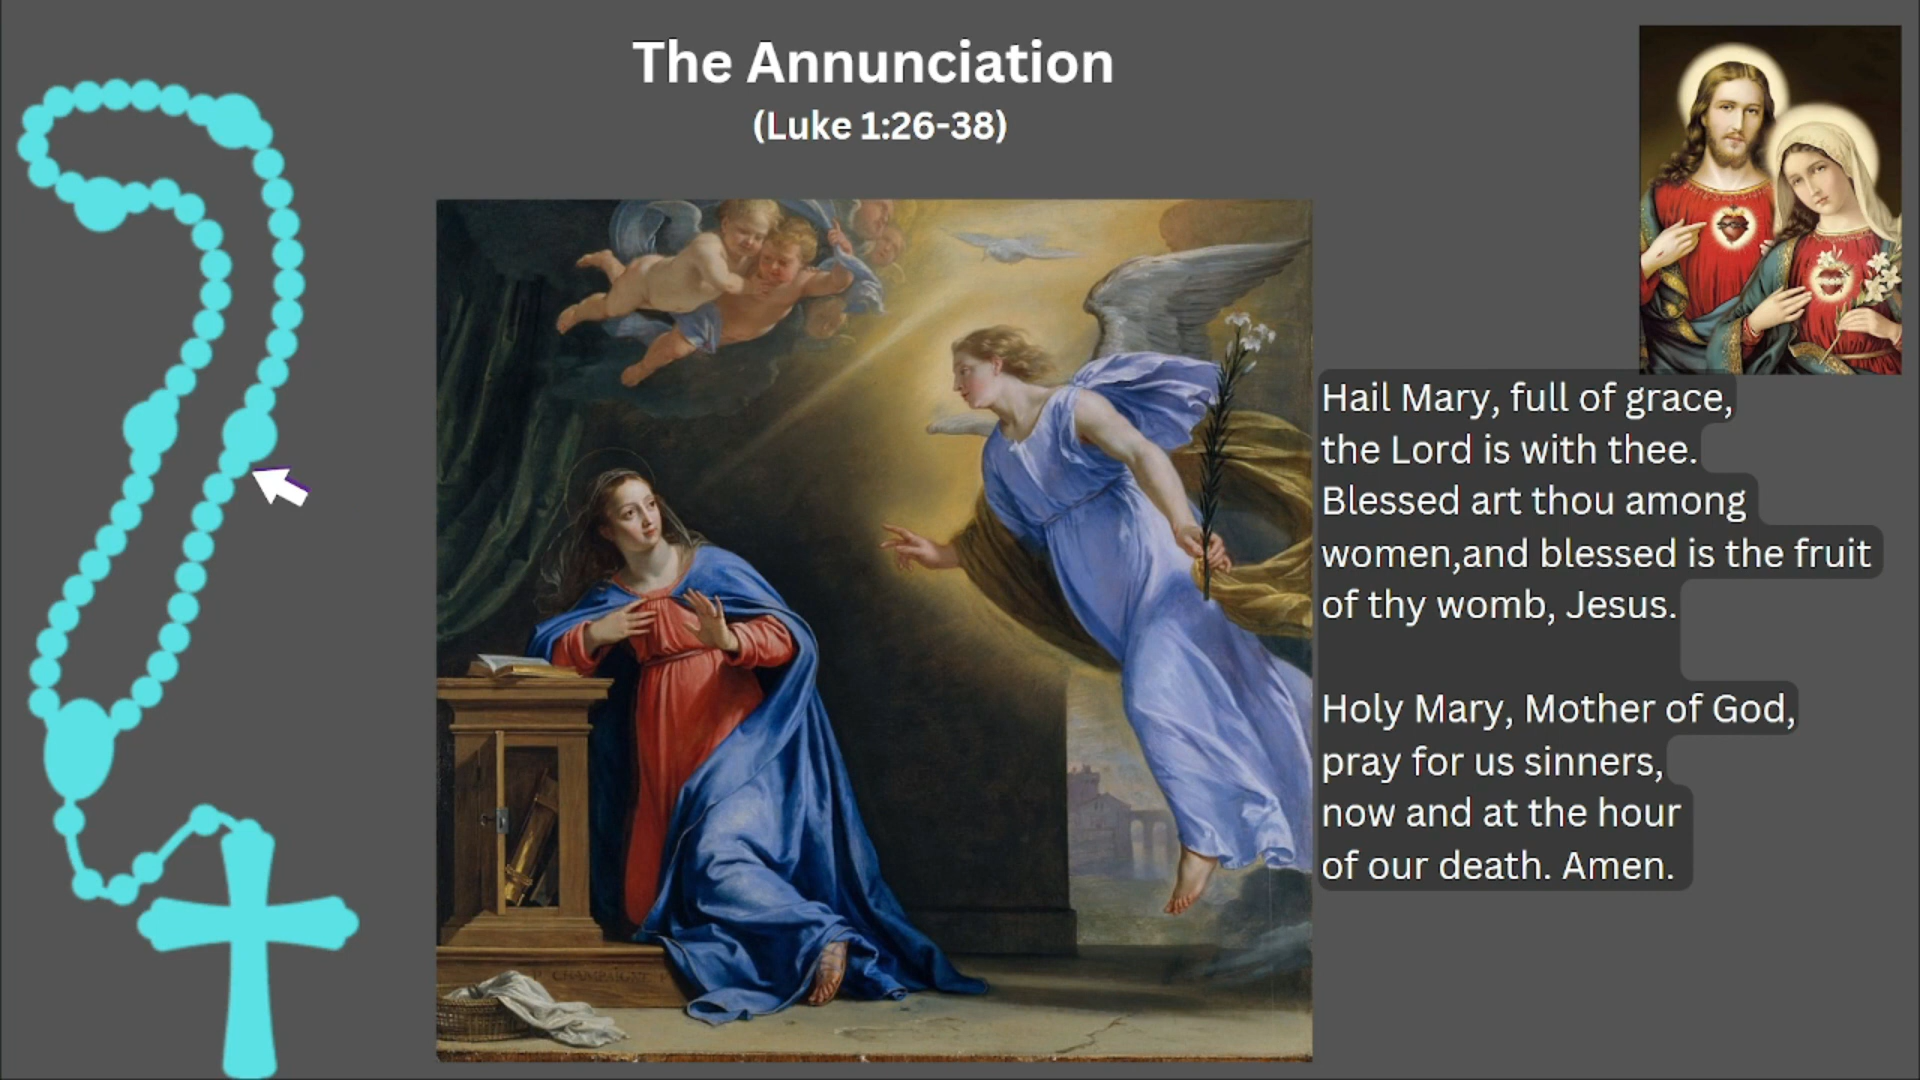 The Annunciation
(Luke 1:26-38)
Hail Mary, full of grace,
the Lord is with thee.
Blessed art thou among
women,and blessed is the fruit
of thy womb, Jesus.
Holy Mary, Mother of God,
pray for us sinners,
now and at the hour
of our death. Amen.